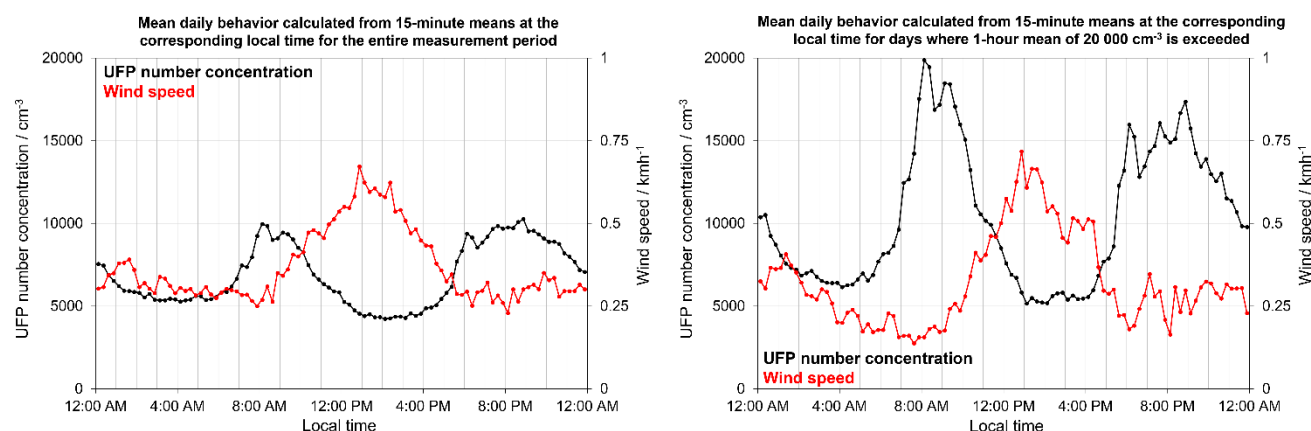 Mean daily behavior calculated from 15-minute means at the
corresponding local time for the entire measurement period
UFP number concentration
Wind speed
UFP number concentration / cm-3
20000
15000
10000
5000
0
Wind speed / kmh-1
1
0.75
0.5
0.25
0
12:00 AM 4:00 AM 8:00 AM 12:00 PM 4:00 PM 8:00 PM 12:00 AM
Local time
Mean daily behavior calculated from 15-minute means at the corresponding
local time for days where 1-hour mean of 20 000 cm-3 is exceeded
UFP number concentration / cm-3
20000
15000
10000
5000
0
UFP number concentration
Wind speed
Wind speed / kmh-1
1
0.75
0.5
0.25
0
12:00 AM 4:00 AM 8:00 AM 12:00 PM 4:00 PM 8:00 PM 12:00 AM
Local time